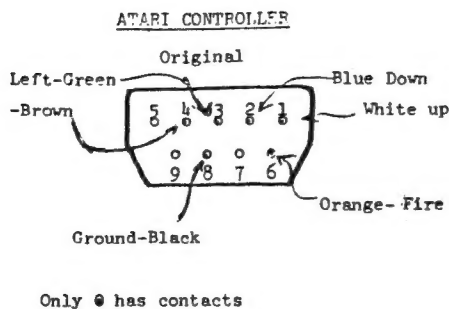 ATARI CONTROLLER
Original
Left-Green
Blue Down
-Brown
5 4 3 2 1
White up
9 8 7 6
Orange- Fire
Ground-Black
Only has contacts